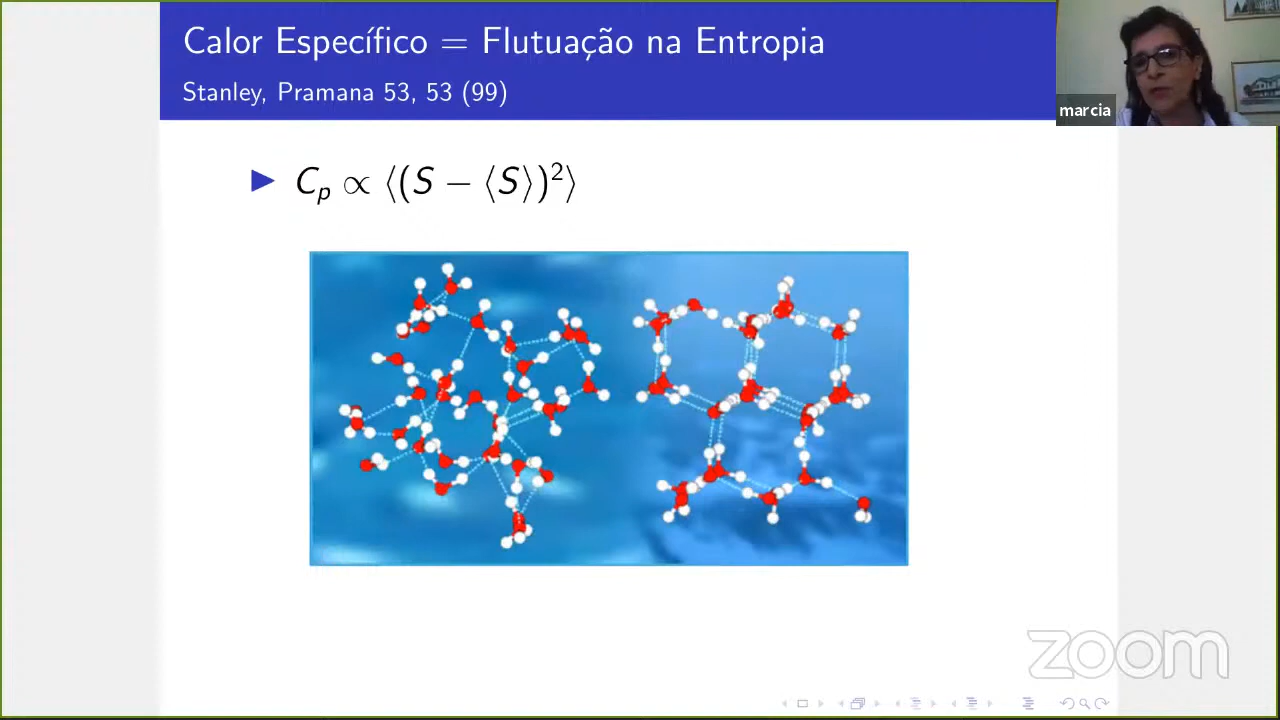 Calor Específico = Flutuação na Entropia
Stanley, Pramana 53, 53 (99)
marcia
C_p ∝ ⟨(S − ⟨S⟩)²⟩
zoom